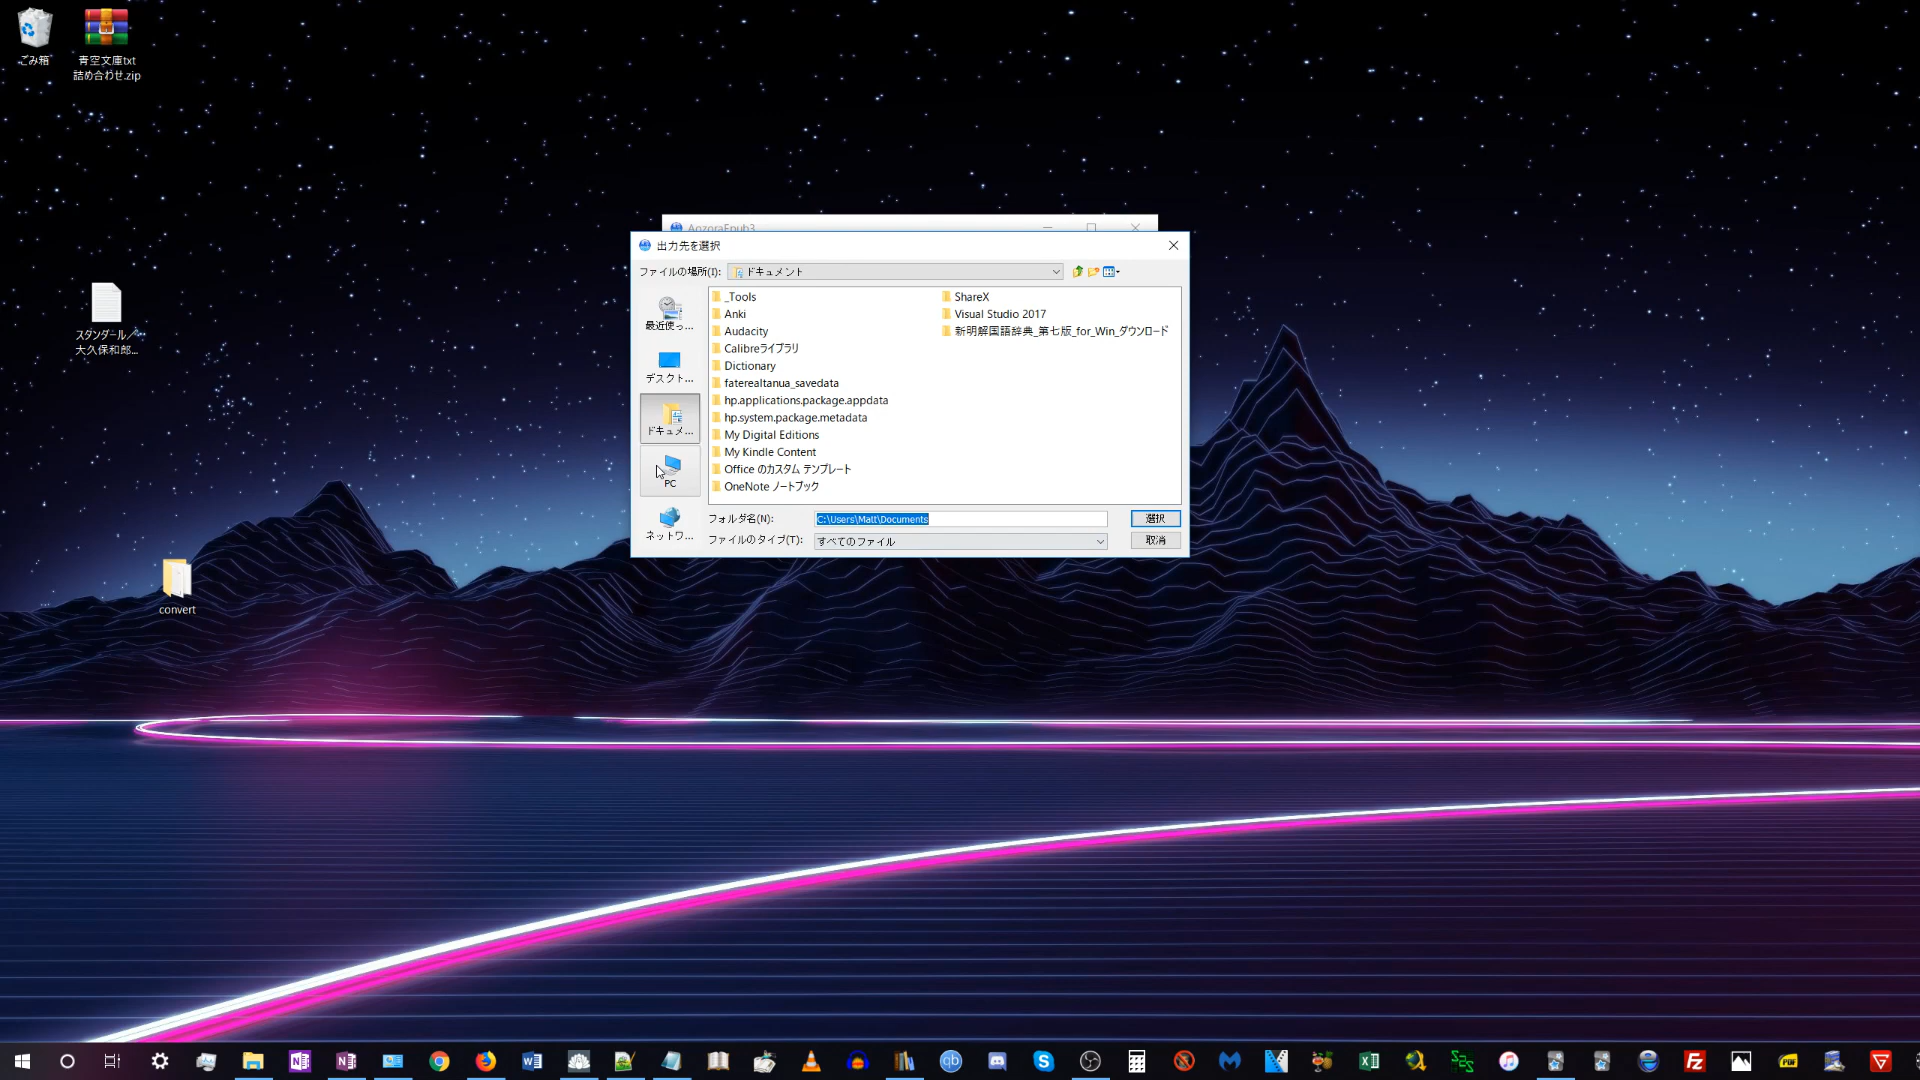 ごみ箱
青空文庫txt
詰め合わせ.zip
スタンダール／
大久保和郎...
convert
AozoraEpub3
出力先を選択
ファイルの場所(I):
ドキュメント
最近使っ...
デスクト...
ドキュメ...
PC
ネットワ...
_Tools
Anki
Audacity
Calibreライブラリ
Dictionary
faterealtanua_savedata
hp.applications.package.appdata
hp.system.package.metadata
My Digital Editions
My Kindle Content
Office のカスタム テンプレート
OneNote ノートブック
ShareX
Visual Studio 2017
新明解国語辞典_第七版_for_Win_ダウンロード
フォルダ名(N):
C:\Users\Matt\Documents
選択
ファイルのタイプ(T):
すべてのファイル
取消